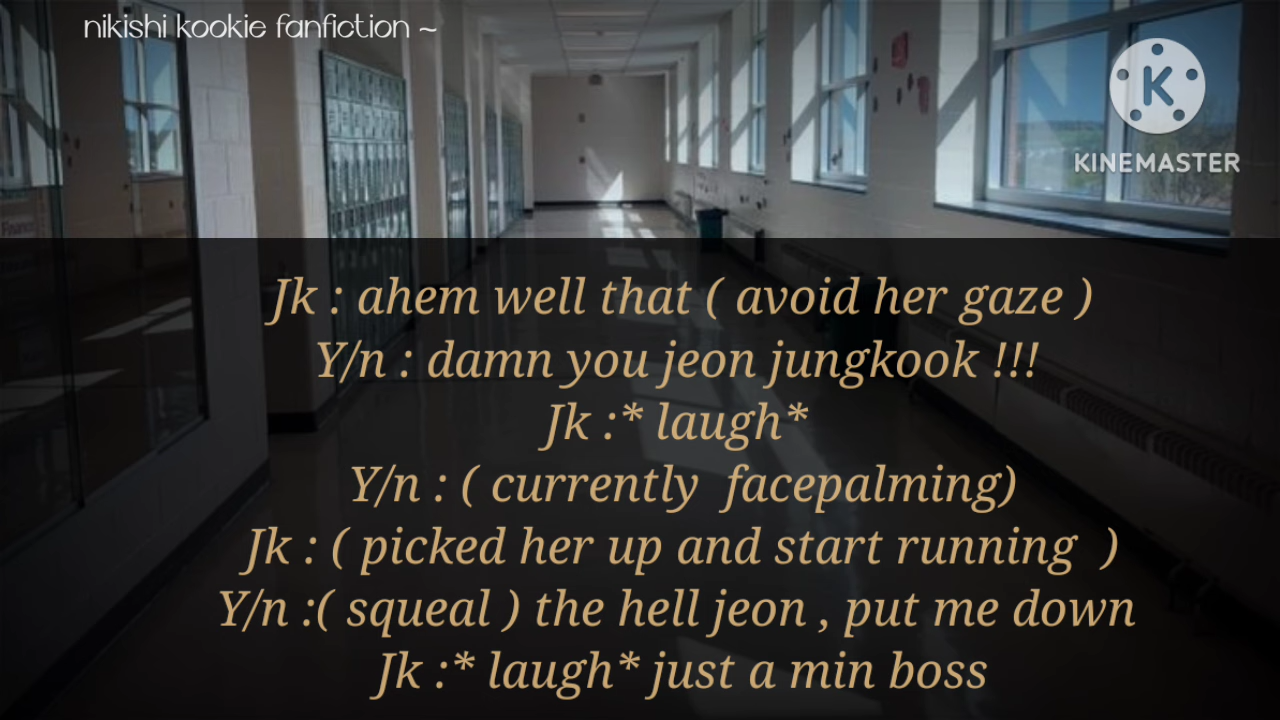 nikishi kookie fanfiction ~
K
KINEMASTER
Jk : ahem well that ( avoid her gaze )
Y/n : damn you jeon jungkook !!!
Jk :* laugh*
Y/n : ( currently facepalming)
Jk : ( picked her up and start running )
Y/n :( squeal ) the hell jeon , put me down
Jk :* laugh* just a min boss